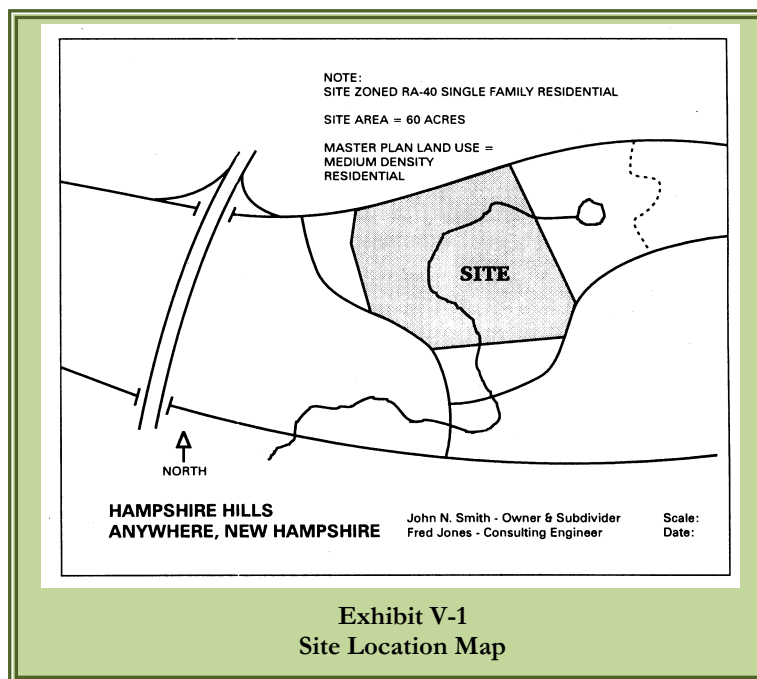 NOTE:
SITE ZONED RA-40 SINGLE FAMILY RESIDENTIAL
SITE AREA = 60 ACRES
MASTER PLAN LAND USE =
MEDIUM DENSITY
RESIDENTIAL
SITE
NORTH
HAMPSHIRE HILLS
ANYWHERE, NEW HAMPSHIRE
John N. Smith - Owner & Subdivider
Fred Jones - Consulting Engineer
Scale:
Date:
Exhibit V-1
Site Location Map